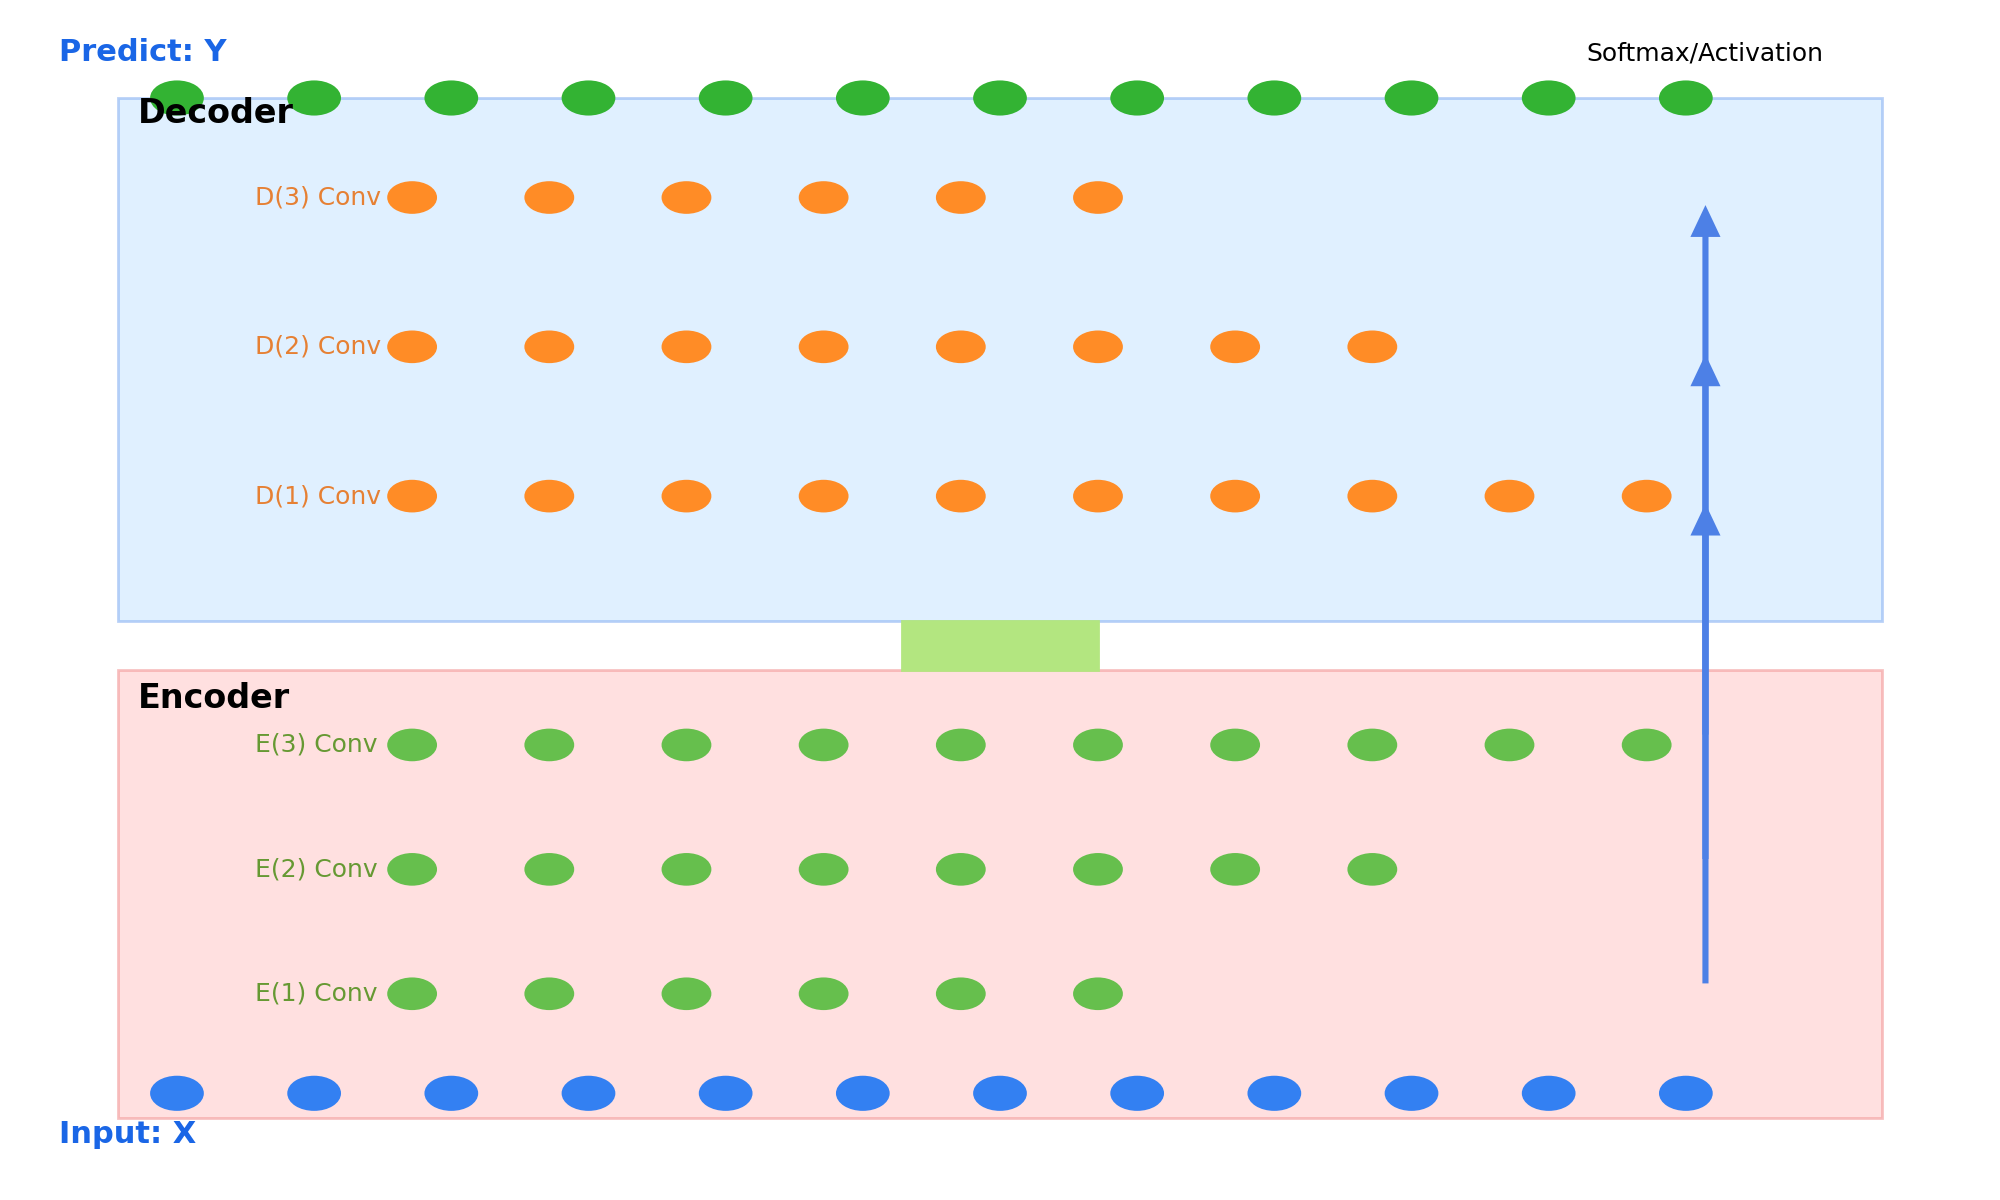 Predict: Y
Softmax/Activation
Decoder
D(3) Conv
D(2) Conv
D(1) Conv
Encoder
E(3) Conv
E(2) Conv
E(1) Conv
Input: X